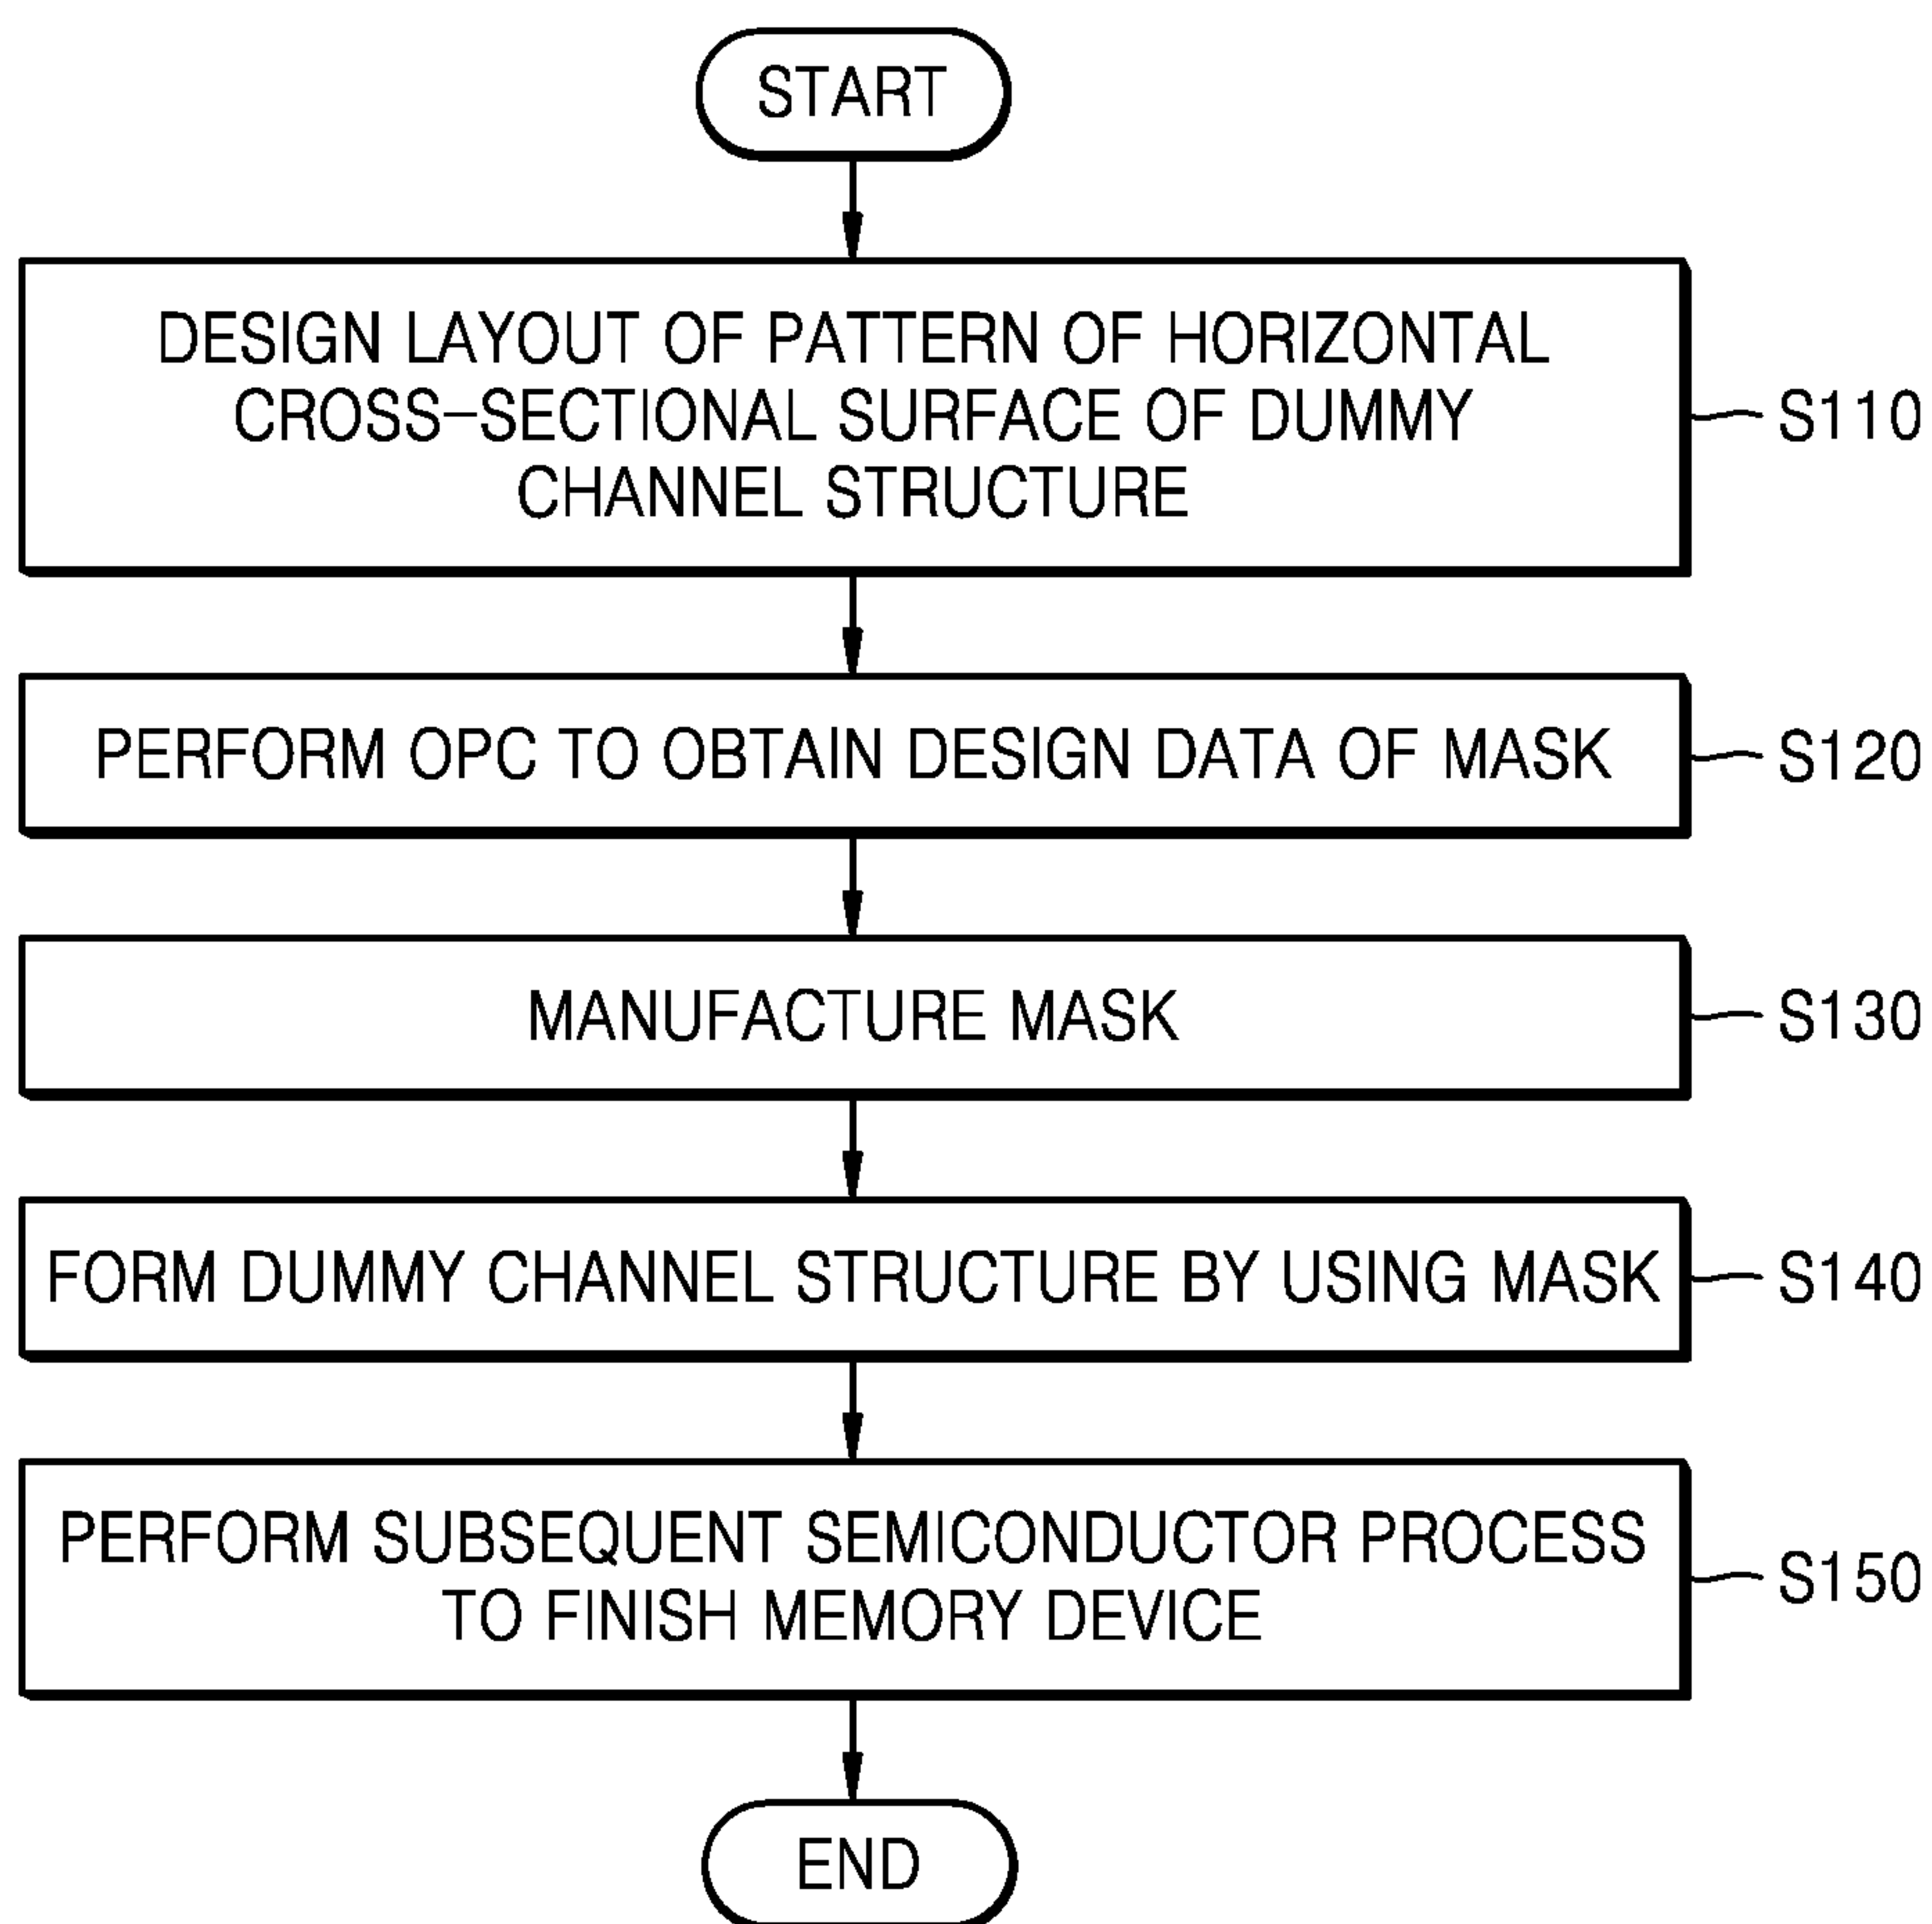 START
DESIGN LAYOUT OF PATTERN OF HORIZONTAL
CROSS-SECTIONAL SURFACE OF DUMMY
CHANNEL STRUCTURE
S110
PERFORM OPC TO OBTAIN DESIGN DATA OF MASK
S120
MANUFACTURE MASK
S130
FORM DUMMY CHANNEL STRUCTURE BY USING MASK
S140
PERFORM SUBSEQUENT SEMICONDUCTOR PROCESS
TO FINISH MEMORY DEVICE
S150
END